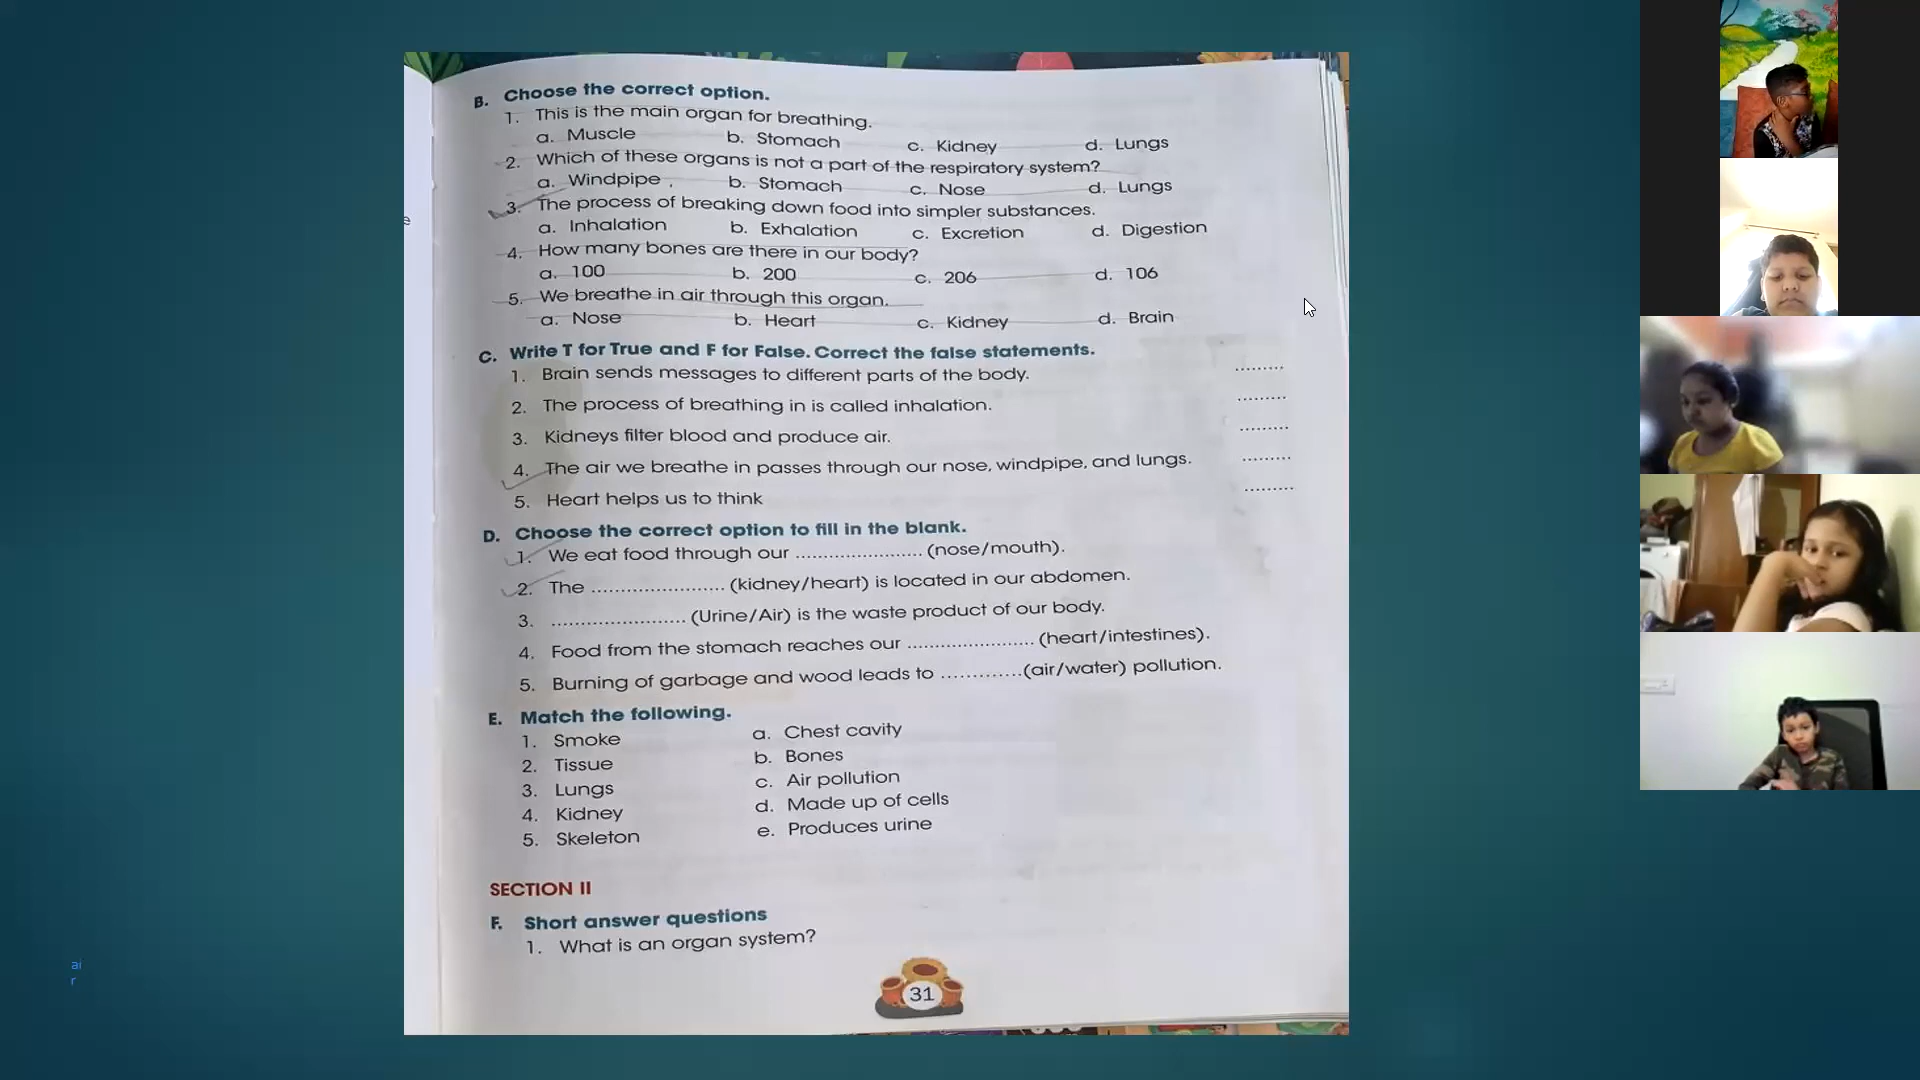 B. Choose the correct option.
1. This is the main organ for breathing.
a. Muscle b. Stomach c. Kidney d. Lungs
2. Which of these organs is not a part of the respiratory system?
a. Windpipe b. Stomach c. Nose d. Lungs
3. The process of breaking down food into simpler substances.
a. Inhalation b. Exhalation c. Excretion d. Digestion
4. How many bones are there in our body?
a. 100 b. 200 c. 206 d. 106
5. We breathe in air through this organ.
a. Nose b. Heart c. Kidney d. Brain
C. Write T for True and F for False. Correct the false statements.
1. Brain sends messages to different parts of the body. .........
2. The process of breathing in is called inhalation. .........
3. Kidneys filter blood and produce air. .........
4. The air we breathe in passes through our nose, windpipe, and lungs. .........
5. Heart helps us to think .........
D. Choose the correct option to fill in the blank.
1. We eat food through our ....................... (nose/mouth).
2. The ........................ (kidney/heart) is located in our abdomen.
3. ........................ (Urine/Air) is the waste product of our body.
4. Food from the stomach reaches our ....................... (heart/intestines).
5. Burning of garbage and wood leads to .............(air/water) pollution.
E. Match the following.
1. Smoke a. Chest cavity
2. Tissue b. Bones
3. Lungs c. Air pollution
4. Kidney d. Made up of cells
5. Skeleton e. Produces urine
SECTION II
F. Short answer questions
1. What is an organ system?
31
e
ai
r